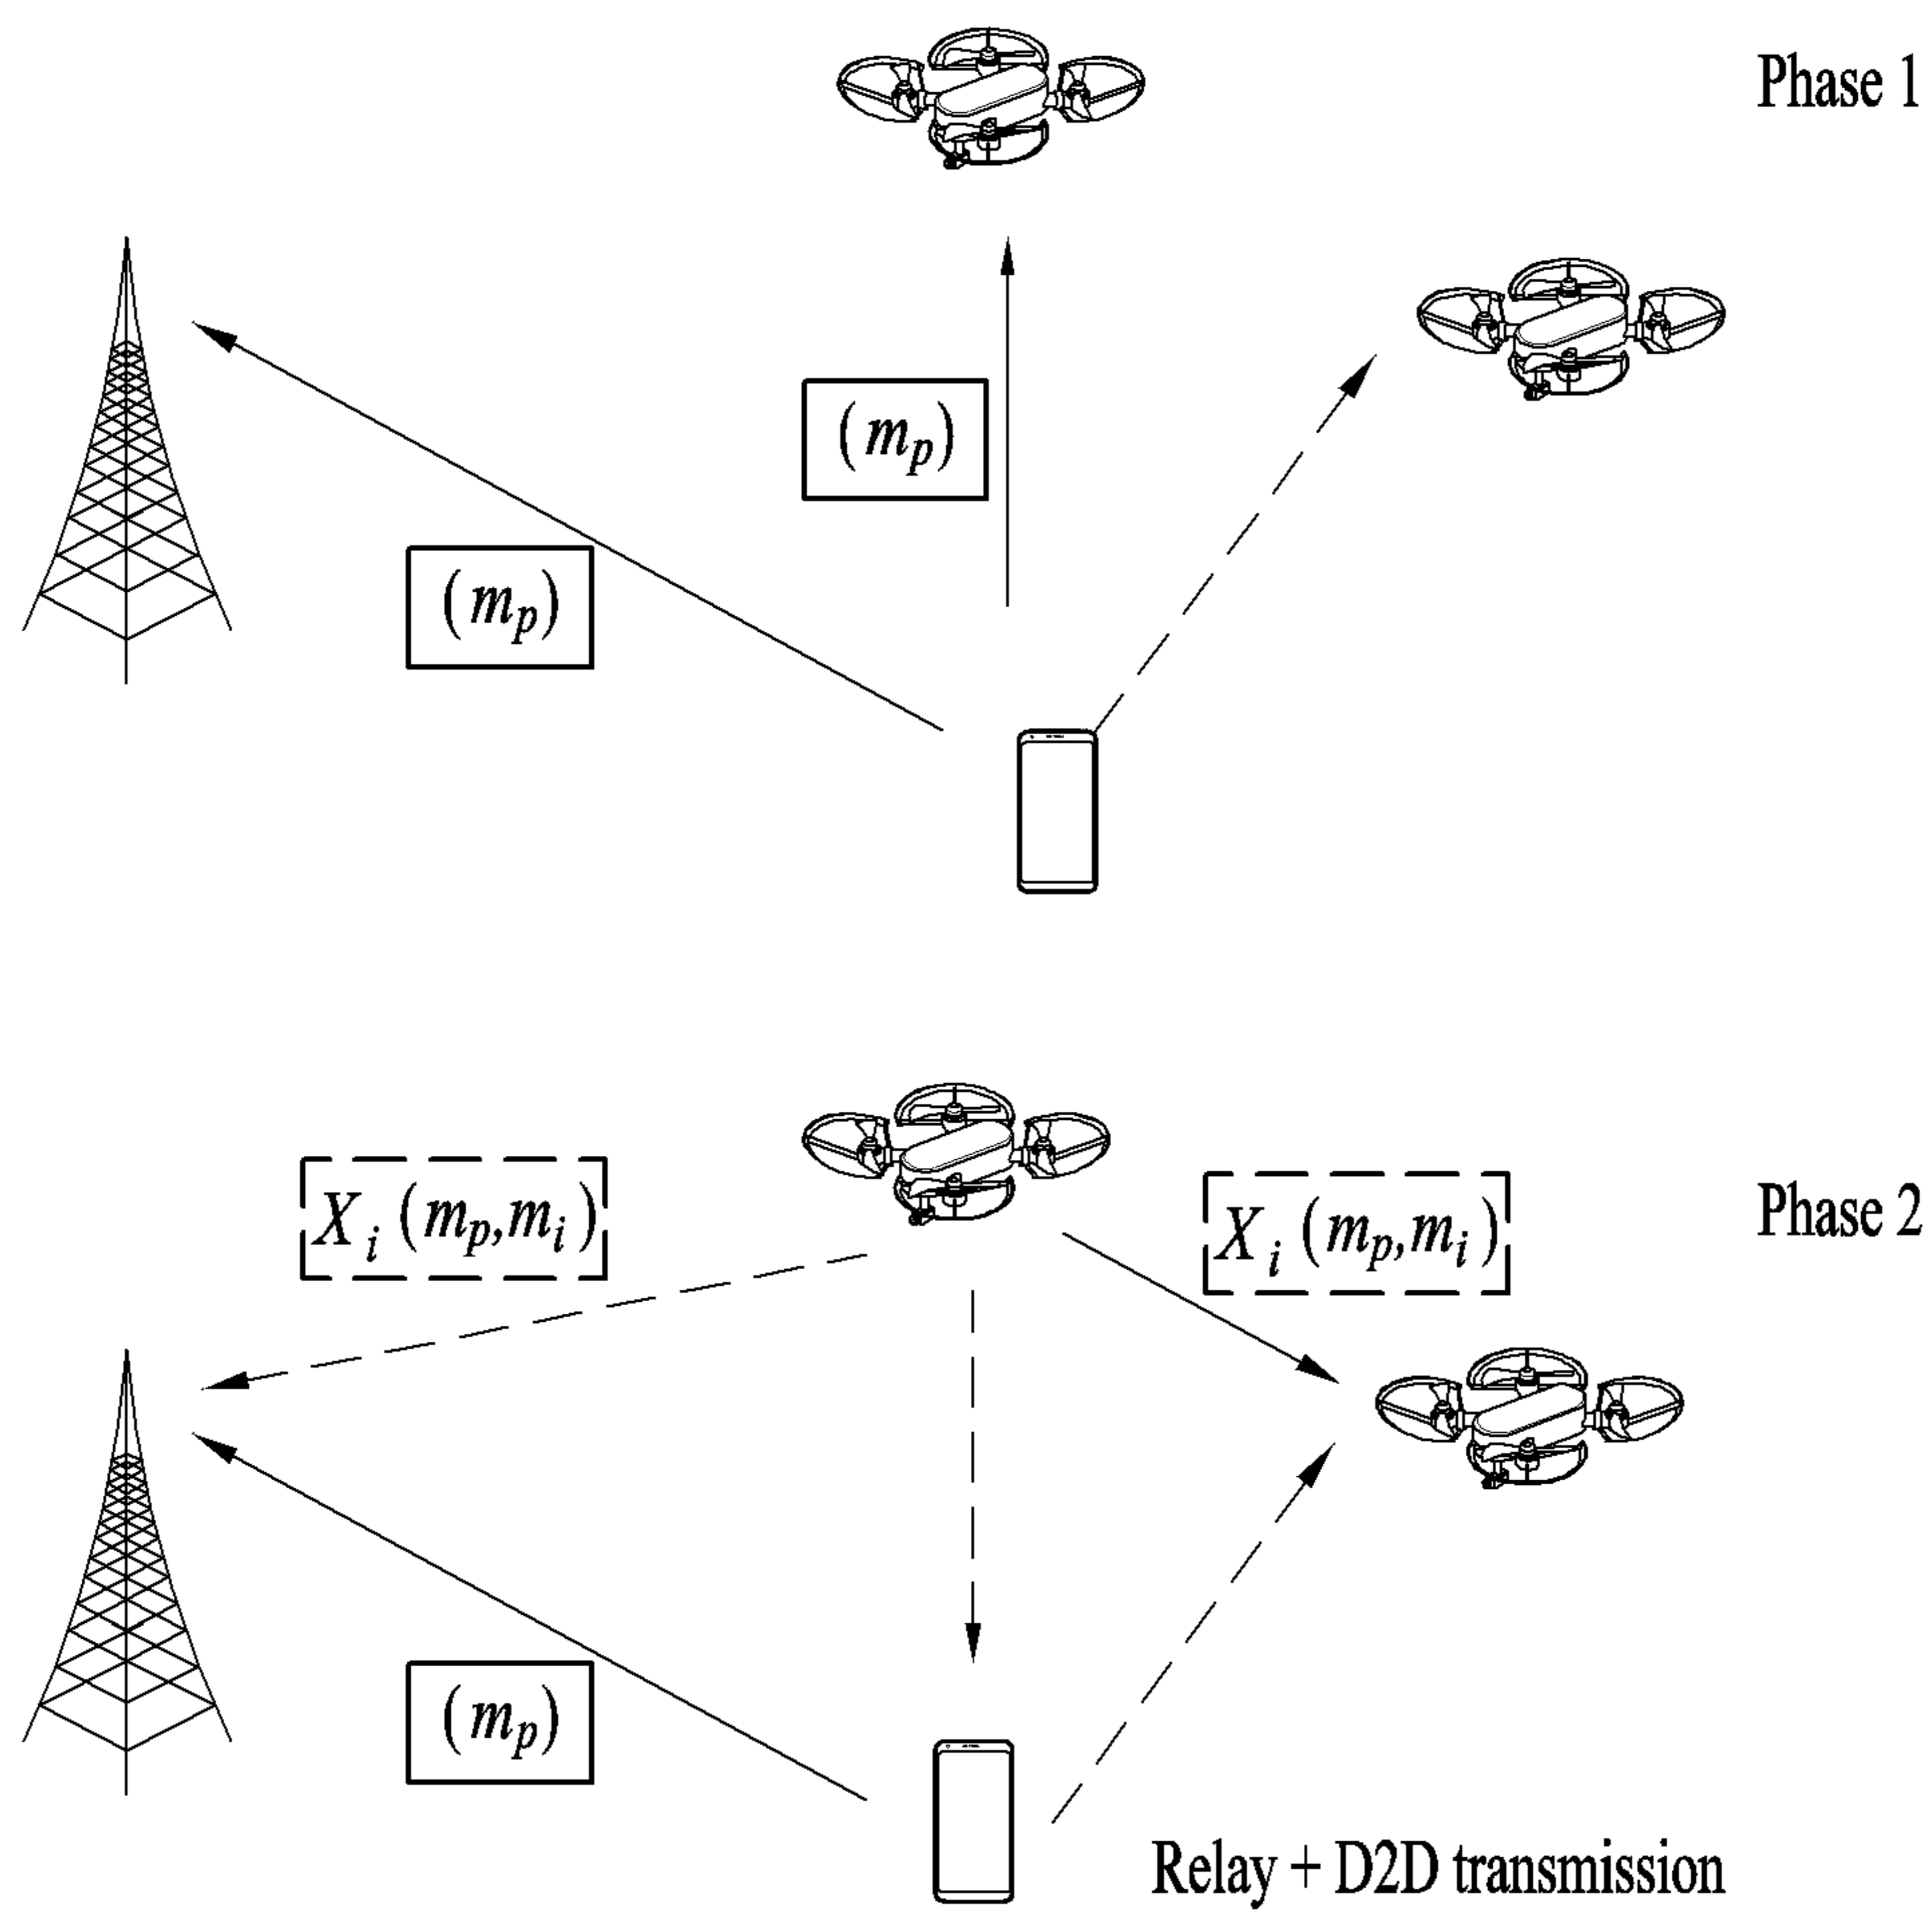 Phase 1
(m_p)
(m_p)
X_i (m_p,m_i)
X_i (m_p,m_i)
Phase 2
(m_p)
Relay + D2D transmission